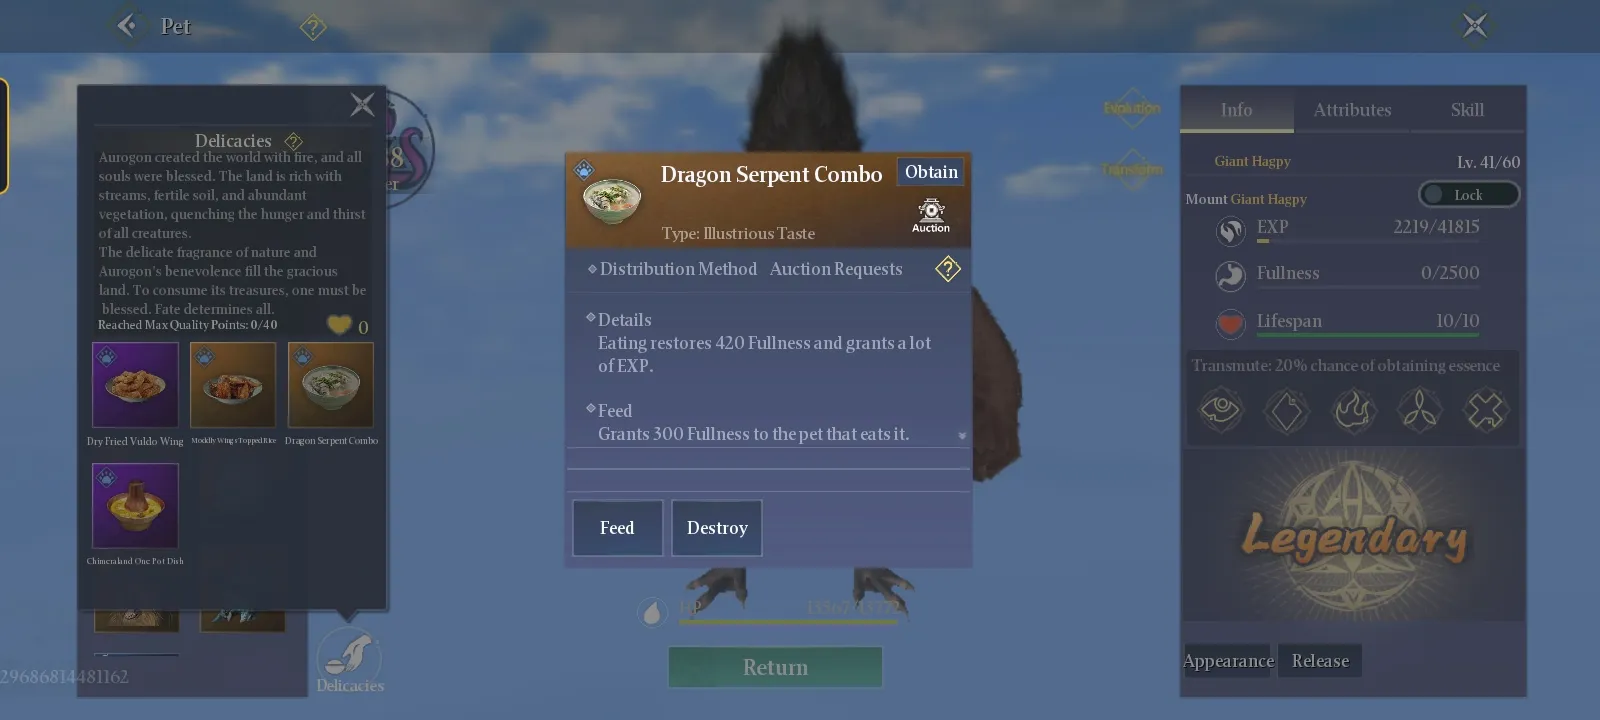 Pet
?
Delicacies ?
Aurogon created the world with fire, and all
souls were blessed. The land is rich with
streams, fertile soil, and abundant
vegetation, quenching the hunger and thirst
of all creatures.
The delicate fragrance of nature and
Aurogon's benevolence fill the gracious
land. To consume its treasures, one must be
blessed. Fate determines all.
Reached Max Quality Points: 0/40
0
Dry Fried Vuldo Wing
Dragon Serpent Combo
Chimeraland One Pot Dish
29686814481162
Delicacies
Dragon Serpent Combo
Obtain
Auction
Type: Illustrious Taste
Distribution Method Auction Requests
?
Details
Eating restores 420 Fullness and grants a lot
of EXP.
Feed
Grants 300 Fullness to the pet that eats it.
Feed
Destroy
HP
Return
Evolution
Transform
Info
Attributes
Skill
Giant Hagpy
Lv. 41/60
Mount Giant Hagpy
Lock
EXP
2219/41815
Fullness
0/2500
Lifespan
10/10
Transmute: 20% chance of obtaining essence
Legendary
Appearance
Release